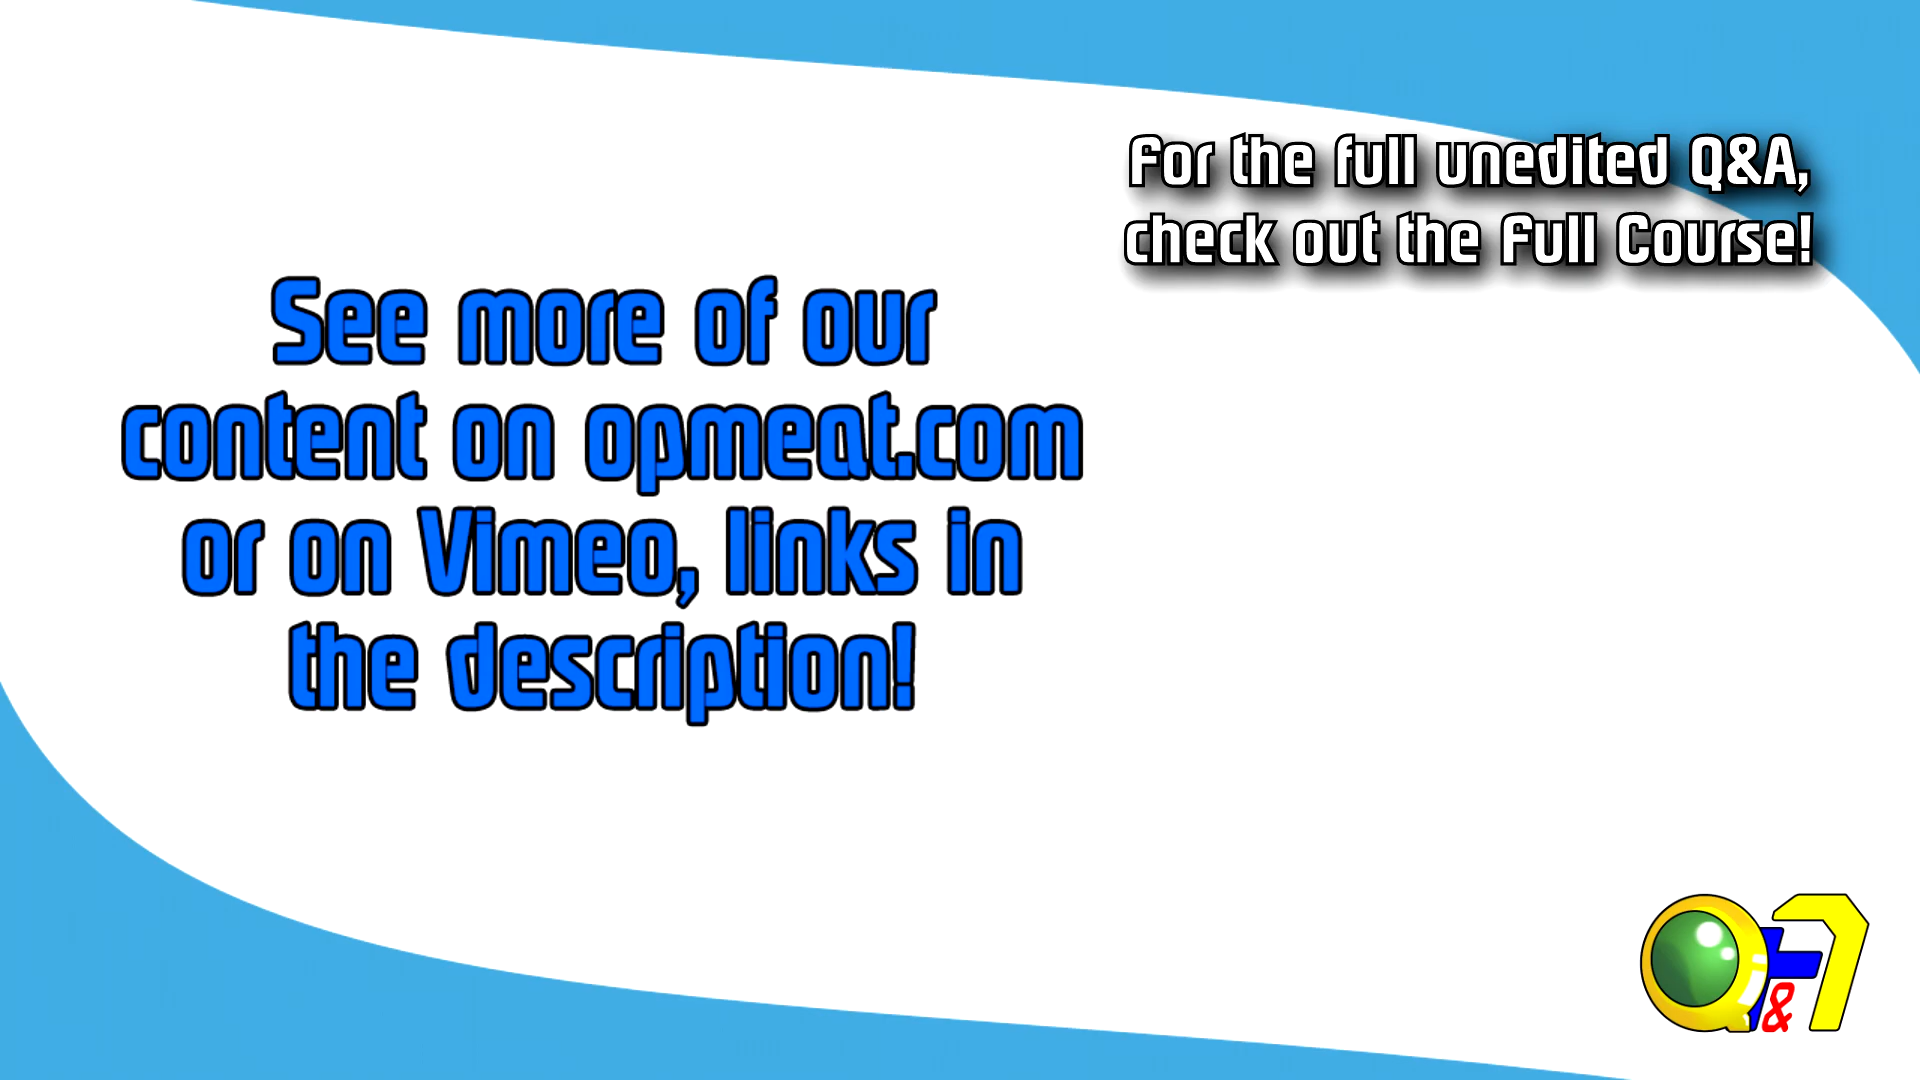 For the full unedited Q&A,
check out the Full Course!
See more of our
content on opmeat.com
or on Vimeo, links in
the description!
Q&A